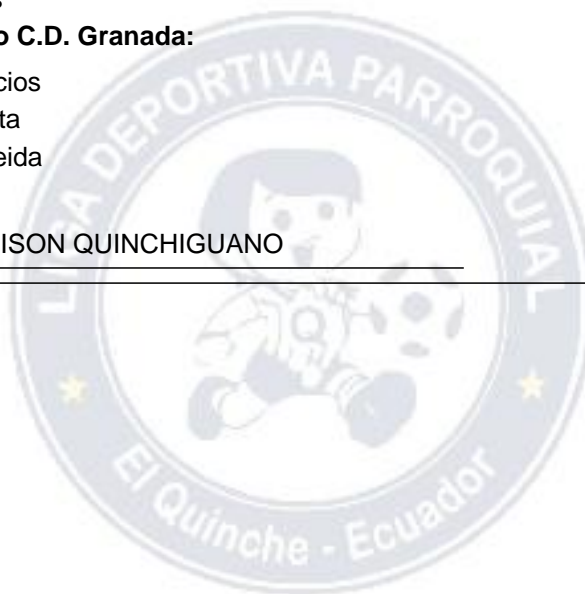 o C.D. Granada:
cios
ta
eida
ISON QUINCHIGUANO
LIGA DEPORTIVA PARROQUIAL
Q
El Quinche - Ecuador